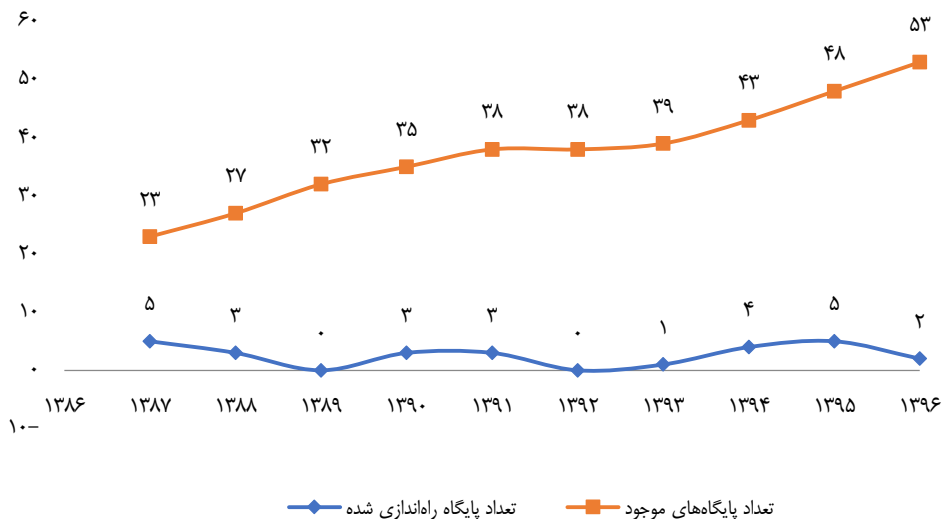 ۶۰
۵۰
۴۰
۳۰
۲۰
۱۰
۰
۱۰–
۲۳ ۲۷ ۳۲ ۳۵ ۳۸ ۳۸ ۳۹ ۴۳ ۴۸ ۵۳
۵ ۳ ۰ ۳ ۳ ۰ ۱ ۴ ۵ ۲
۱۳۸۶ ۱۳۸۷ ۱۳۸۸ ۱۳۸۹ ۱۳۹۰ ۱۳۹۱ ۱۳۹۲ ۱۳۹۳ ۱۳۹۴ ۱۳۹۵ ۱۳۹۶
تعداد پایگاه‌های موجود
تعداد پایگاه راه‌اندازی شده